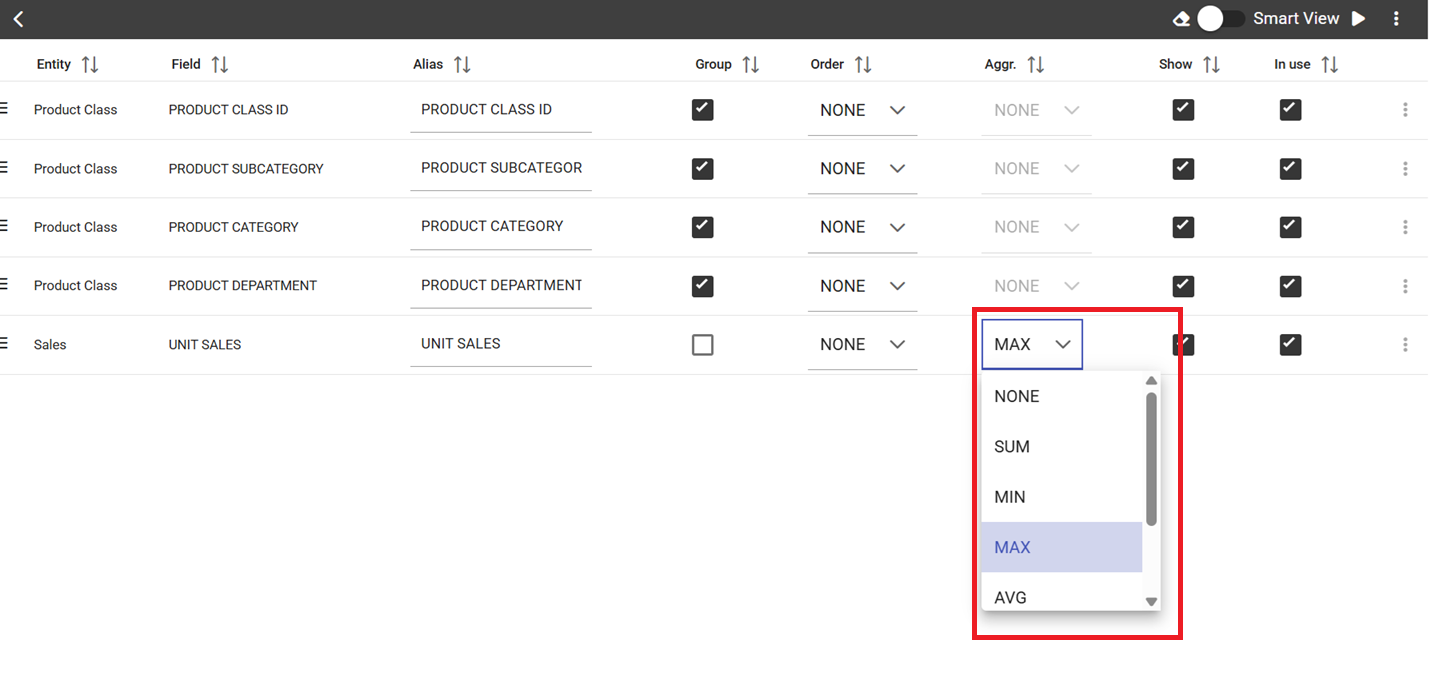 Smart View
Entity Field Alias Group Order Aggr. Show In use
Product Class PRODUCT CLASS ID PRODUCT CLASS ID NONE NONE
Product Class PRODUCT SUBCATEGORY PRODUCT SUBCATEGOR NONE NONE
Product Class PRODUCT CATEGORY PRODUCT CATEGORY NONE NONE
Product Class PRODUCT DEPARTMENT PRODUCT DEPARTMENT NONE NONE
Sales UNIT SALES UNIT SALES NONE MAX
NONE
SUM
MIN
MAX
AVG